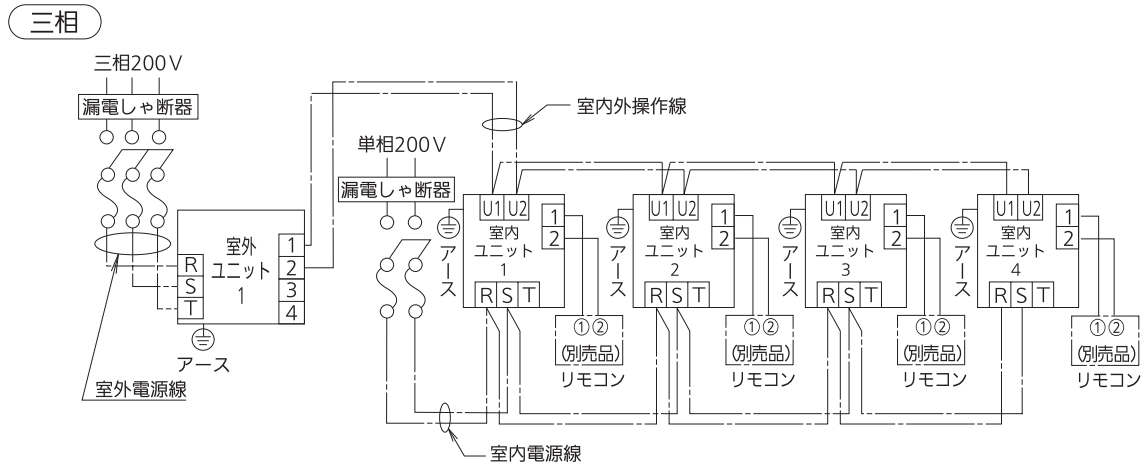 三相
三相200V
漏電しゃ断器
室外
ユニット
1
1
2
3
4
R
S
T
アース
室外電源線
室内外操作線
単相200V
漏電しゃ断器
アース
U1 U2
室内
ユニット
1
1
2
R S T
①②
(別売品)
リモコン
アース
U1 U2
室内
ユニット
2
1
2
R S T
①②
(別売品)
リモコン
アース
U1 U2
室内
ユニット
3
1
2
R S T
①②
(別売品)
リモコン
アース
U1 U2
室内
ユニット
4
1
2
R S T
①②
(別売品)
リモコン
室内電源線